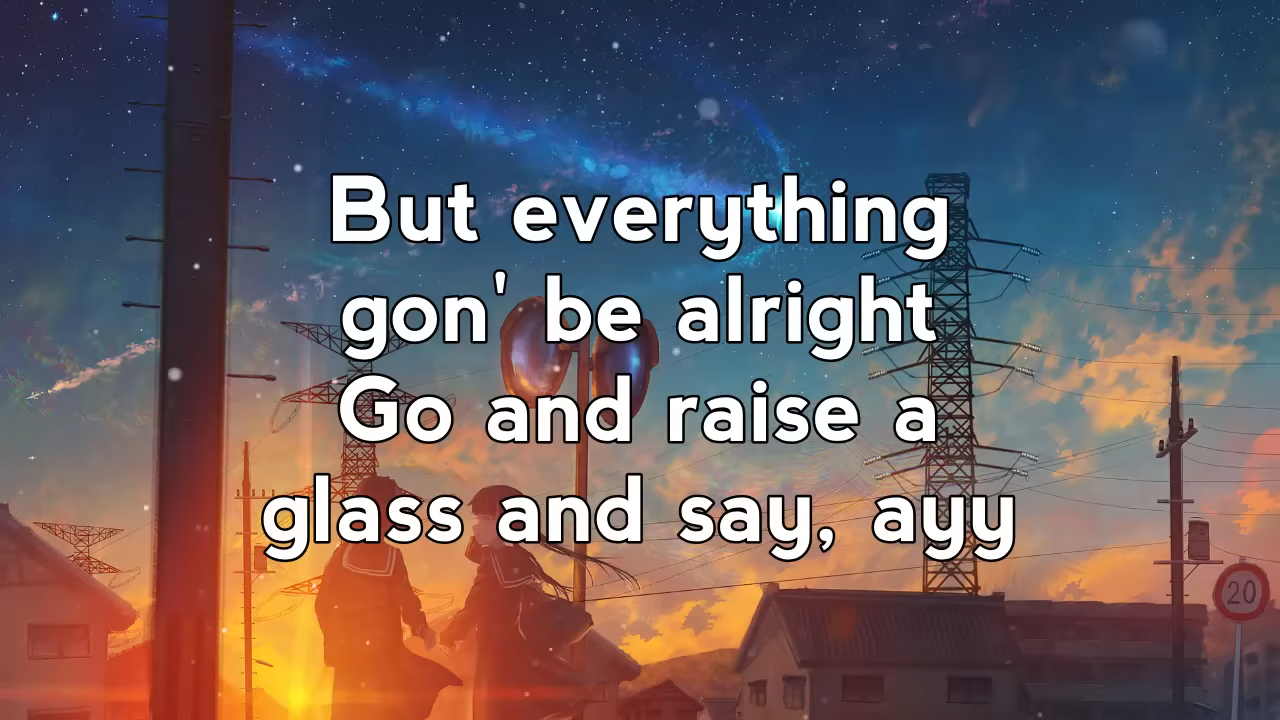 But everything
gon' be alright
Go and raise a
glass and say, ayy
20